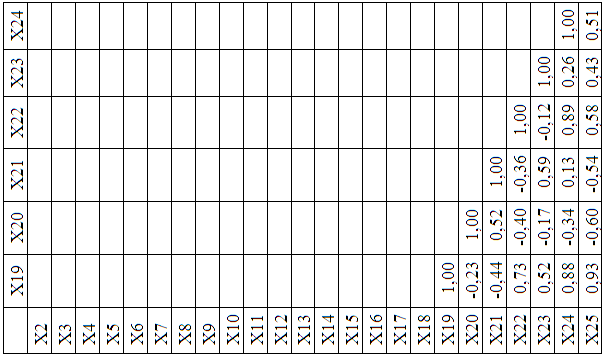 X19 X20 X21 X22 X23 X24
X2
X3
X4
X5
X6
X7
X8
X9
X10
X11
X12
X13
X14
X15
X16
X17
X18
X19 1,00
X20 -0,23 1,00
X21 -0,44 0,52 1,00
X22 0,73 -0,40 -0,36 1,00
X23 0,52 -0,17 0,59 -0,12 1,00
X24 0,88 -0,34 0,13 0,89 0,26 1,00
X25 0,93 -0,60 -0,54 0,58 0,43 0,51